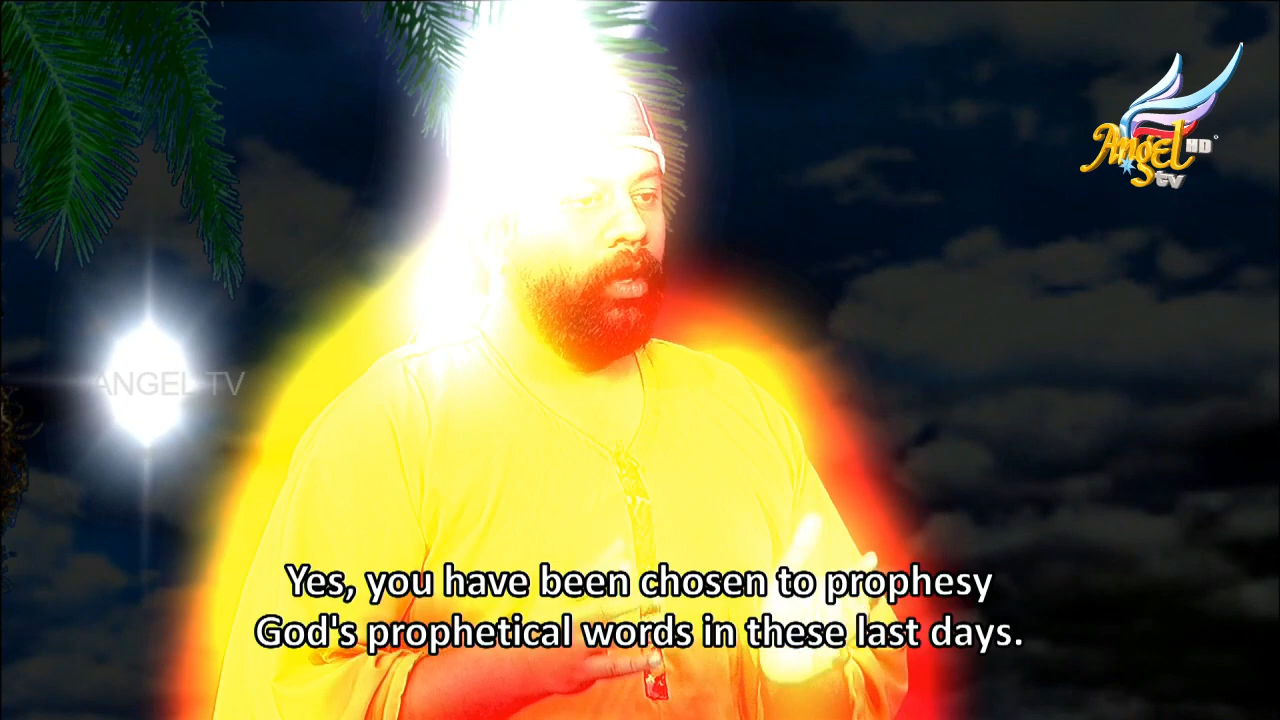 Angel HD
tv
ANGEL TV
Yes, you have been chosen to prophesy
God's prophetical words in these last days.